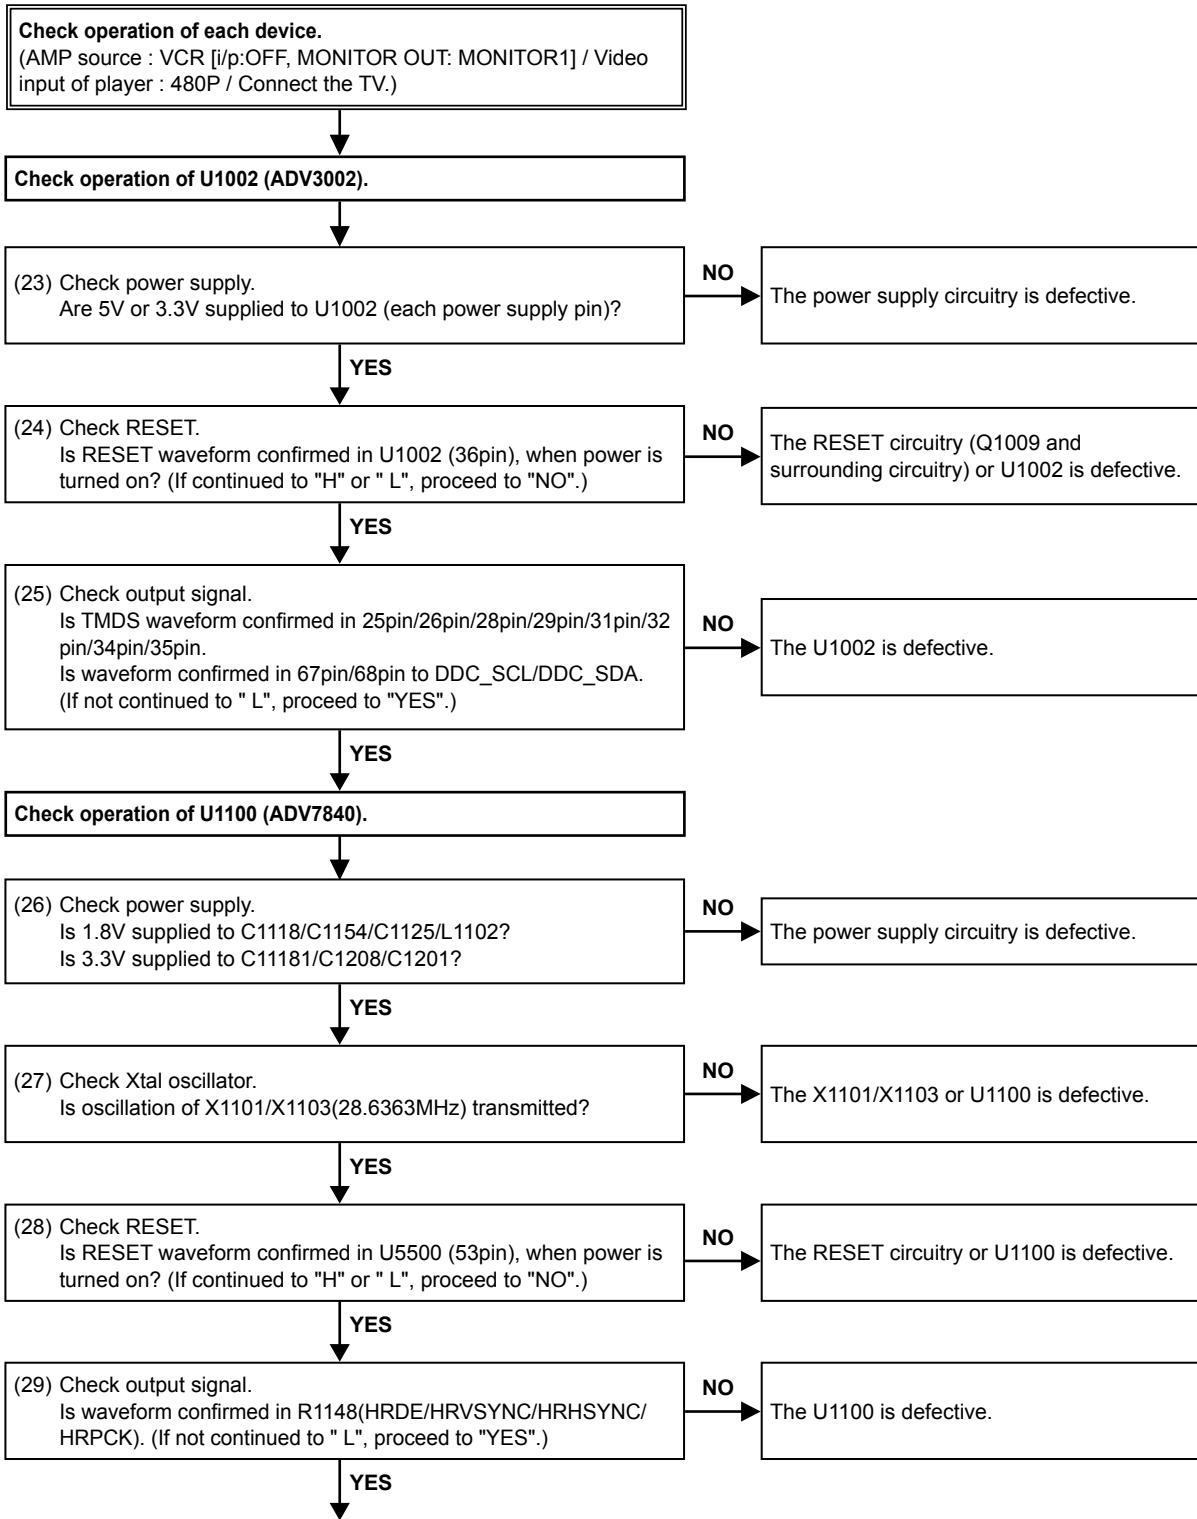 Check operation of each device.
(AMP source : VCR [i/p:OFF, MONITOR OUT: MONITOR1] / Video
input of player : 480P / Connect the TV.)
Check operation of U1002 (ADV3002).
(23) Check power supply.
Are 5V or 3.3V supplied to U1002 (each power supply pin)?
NO
The power supply circuitry is defective.
YES
(24) Check RESET.
Is RESET waveform confirmed in U1002 (36pin), when power is
turned on? (If continued to "H" or " L", proceed to "NO".)
NO
The RESET circuitry (Q1009 and
surrounding circuitry) or U1002 is defective.
YES
(25) Check output signal.
Is TMDS waveform confirmed in 25pin/26pin/28pin/29pin/31pin/32
pin/34pin/35pin.
Is waveform confirmed in 67pin/68pin to DDC_SCL/DDC_SDA.
(If not continued to " L", proceed to "YES".)
NO
The U1002 is defective.
YES
Check operation of U1100 (ADV7840).
(26) Check power supply.
Is 1.8V supplied to C1118/C1154/C1125/L1102?
Is 3.3V supplied to C11181/C1208/C1201?
NO
The power supply circuitry is defective.
YES
(27) Check Xtal oscillator.
Is oscillation of X1101/X1103(28.6363MHz) transmitted?
NO
The X1101/X1103 or U1100 is defective.
YES
(28) Check RESET.
Is RESET waveform confirmed in U5500 (53pin), when power is
turned on? (If continued to "H" or " L", proceed to "NO".)
NO
The RESET circuitry or U1100 is defective.
YES
(29) Check output signal.
Is waveform confirmed in R1148(HRDE/HRVSYNC/HRHSYNC/
HRPCK). (If not continued to " L", proceed to "YES".)
NO
The U1100 is defective.
YES